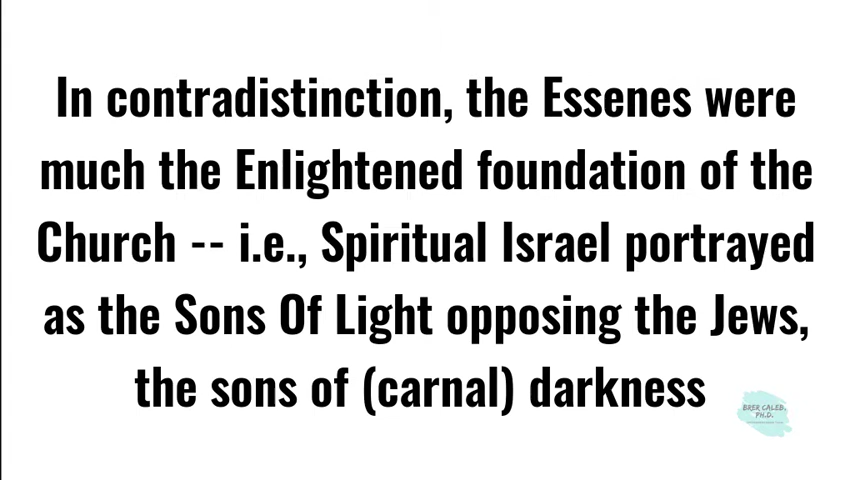 In contradistinction, the Essenes were
much the Enlightened foundation of the
Church -- i.e., Spiritual Israel portrayed
as the Sons Of Light opposing the Jews,
the sons of (carnal) darkness
BRER CALEB,
PH.D.